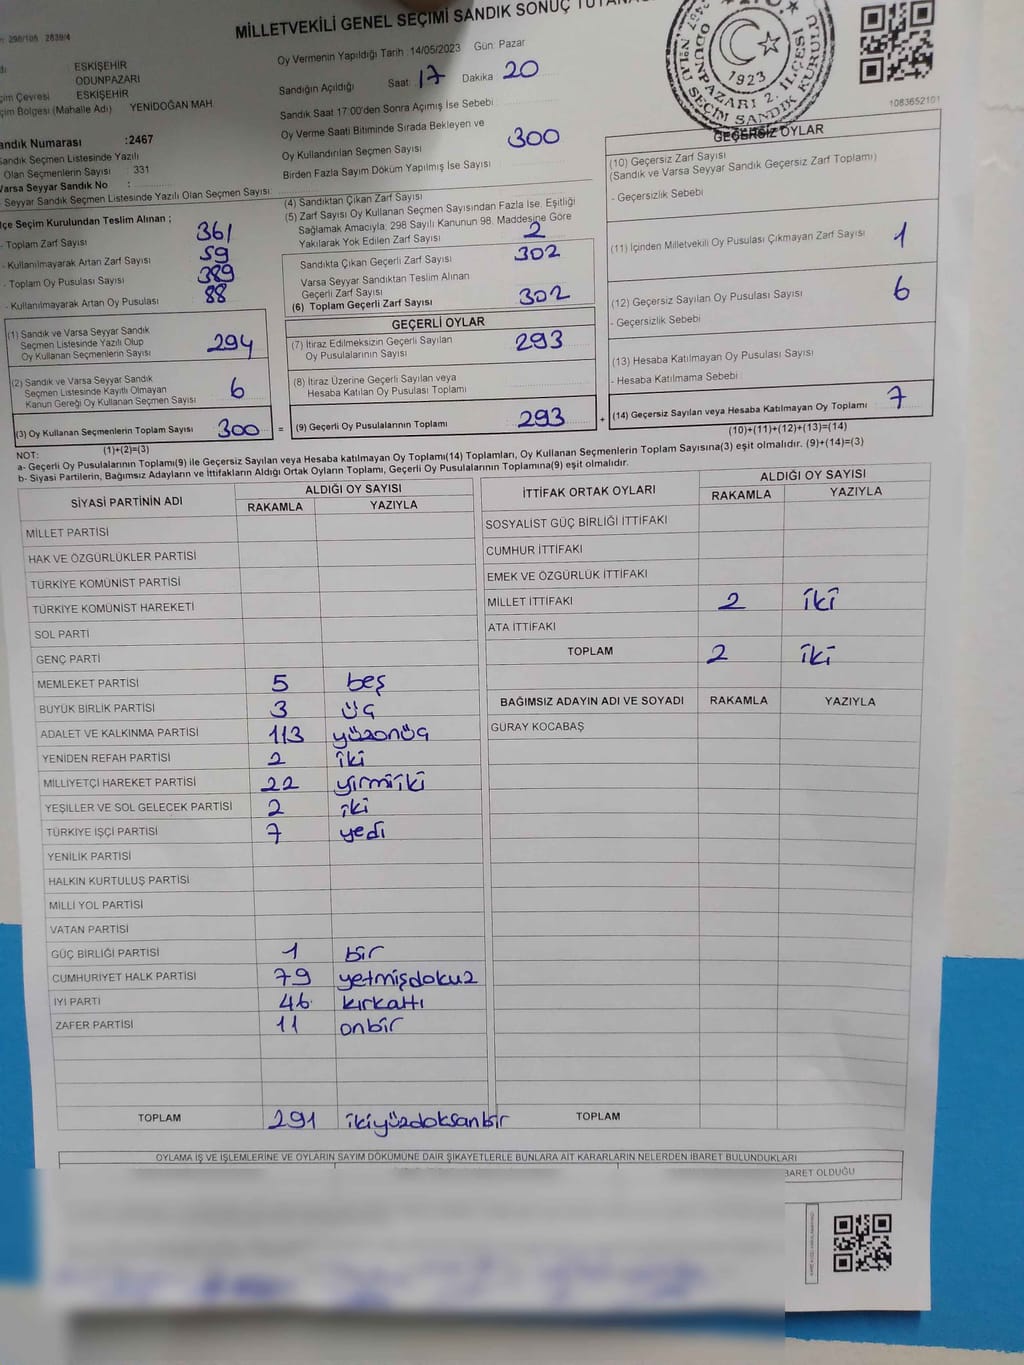 MİLLETVEKİLİ GENEL SEÇİMİ SANDIK SONUÇ
298/106 2839/4
ESKİŞEHİR
ODUNPAZARI
ESKİŞEHİR
çim Bölgesi (Mahalle Adı) YENİDOĞAN MAH.
andık Numarası :2467
andık Seçmen Listesinde Yazılı
Olan Seçmenlerin Sayısı : 331
Varsa Seyyar Sandık No :
Seyyar Sandık Seçmen Listesinde Yazılı Olan Seçmen Sayısı:
Oy Vermenin Yapıldığı Tarih :14/05/2023 Gün: Pazar
Sandığın Açıldığı Saat: 17 Dakika 20
Sandık Saat 17:00'den Sonra Açımış İse Sebebi
Oy Verme Saati Bitiminde Sırada Bekleyen ve
Oy Kullandırılan Seçmen Sayısı 300
Birden Fazla Sayım Döküm Yapılmış İse Sayısı
T.C.
ODUNPAZARI 2. İLÇESİ
1923
SEÇİM SANDIK KURULU
1083652101
lçe Seçim Kurulundan Teslim Alınan ;
- Toplam Zarf Sayısı 361
- Kullanılmayarak Artan Zarf Sayısı 59
- Toplam Oy Pusulası Sayısı 389
- Kullanılmayarak Artan Oy Pusulası 88
(1) Sandık ve Varsa Seyyar Sandık
Seçmen Listesinde Yazılı Olup
Oy Kullanan Seçmenlerin Sayısı 294
(2) Sandık ve Varsa Seyyar Sandık
Seçmen Listesinde Kayıtlı Olmayan
Kanun Gereği Oy Kullanan Seçmen Sayısı 6
(3) Oy Kullanan Seçmenlerin Toplam Sayısı 300 =
(1)+(2)=(3)
(4) Sandıktan Çıkan Zarf Sayısı
(5) Zarf Sayısı Oy Kullanan Seçmen Sayısından Fazla İse, Eşitliği
Sağlamak Amacıyla; 298 Sayılı Kanunun 98. Maddesine Göre
Yakılarak Yok Edilen Zarf Sayısı 2
Sandıkta Çıkan Geçerli Zarf Sayısı 302
Varsa Seyyar Sandıktan Teslim Alınan
Geçerli Zarf Sayısı
(6) Toplam Geçerli Zarf Sayısı 302
GEÇERLİ OYLAR
(7) İtiraz Edilmeksizin Geçerli Sayılan
Oy Pusulalarının Sayısı 293
(8) İtiraz Üzerine Geçerli Sayılan veya
Hesaba Katılan Oy Pusulası Toplamı
(9) Geçerli Oy Pusulalarının Toplamı 293 +
GEÇERSİZ OYLAR
(10) Geçersiz Zarf Sayısı
(Sandık ve Varsa Seyyar Sandık Geçersiz Zarf Toplamı)
- Geçersizlik Sebebi
(11) İçinden Milletvekili Oy Pusulası Çıkmayan Zarf Sayısı 1
(12) Geçersiz Sayılan Oy Pusulası Sayısı 6
- Geçersizlik Sebebi
(13) Hesaba Katılmayan Oy Pusulası Sayısı
- Hesaba Katılmama Sebebi
(14) Geçersiz Sayılan veya Hesaba Katılmayan Oy Toplamı 7
(10)+(11)+(12)+(13)=(14)
NOT:
a- Geçerli Oy Pusulalarının Toplamı(9) ile Geçersiz Sayılan veya Hesaba katılmayan Oy Toplamı(14) Toplamları, Oy Kullanan Seçmenlerin Toplam Sayısına(3) eşit olmalıdır. (9)+(14)=(3)
b- Siyasi Partilerin, Bağımsız Adayların ve İttifakların Aldığı Ortak Oyların Toplamı, Geçerli Oy Pusulalarının Toplamına(9) eşit olmalıdır.
SİYASİ PARTİNİN ADI ALDIĞI OY SAYISI
RAKAMLA YAZIYLA
MİLLET PARTİSİ
HAK VE ÖZGÜRLÜKLER PARTİSİ
TÜRKİYE KOMÜNİST PARTİSİ
TÜRKİYE KOMÜNİST HAREKETİ
SOL PARTİ
GENÇ PARTİ
MEMLEKET PARTİSİ 5 beş
BÜYÜK BİRLİK PARTİSİ 3 üç
ADALET VE KALKINMA PARTİSİ 113 yüzonüç
YENİDEN REFAH PARTİSİ 2 iki
MİLLİYETÇİ HAREKET PARTİSİ 22 yirmiiki
YEŞİLLER VE SOL GELECEK PARTİSİ 2 iki
TÜRKİYE İŞÇİ PARTİSİ 7 yedi
YENİLİK PARTİSİ
HALKIN KURTULUŞ PARTİSİ
MİLLİ YOL PARTİSİ
VATAN PARTİSİ
GÜÇ BİRLİĞİ PARTİSİ 1 bir
CUMHURİYET HALK PARTİSİ 79 yetmişdokuz
İYİ PARTİ 46 kırkaltı
ZAFER PARTİSİ 11 onbir
TOPLAM 291 ikiyüzdoksanbir
İTTİFAK ORTAK OYLARI ALDIĞI OY SAYISI
RAKAMLA YAZIYLA
SOSYALİST GÜÇ BİRLİĞİ İTTİFAKI
CUMHUR İTTİFAKI
EMEK VE ÖZGÜRLÜK İTTİFAKI
MİLLET İTTİFAKI 2 iki
ATA İTTİFAKI
TOPLAM 2 iki
BAĞIMSIZ ADAYIN ADI VE SOYADI RAKAMLA YAZIYLA
GÜRAY KOCABAŞ
TOPLAM
OYLAMA İŞ VE İŞLEMLERİNE VE OYLARIN SAYIM DÖKÜMÜNE DAİR ŞİKAYETLERLE BUNLARA AİT KARARLARIN NELERDEN İBARET BULUNDUKLARI
BARET OLDUĞU